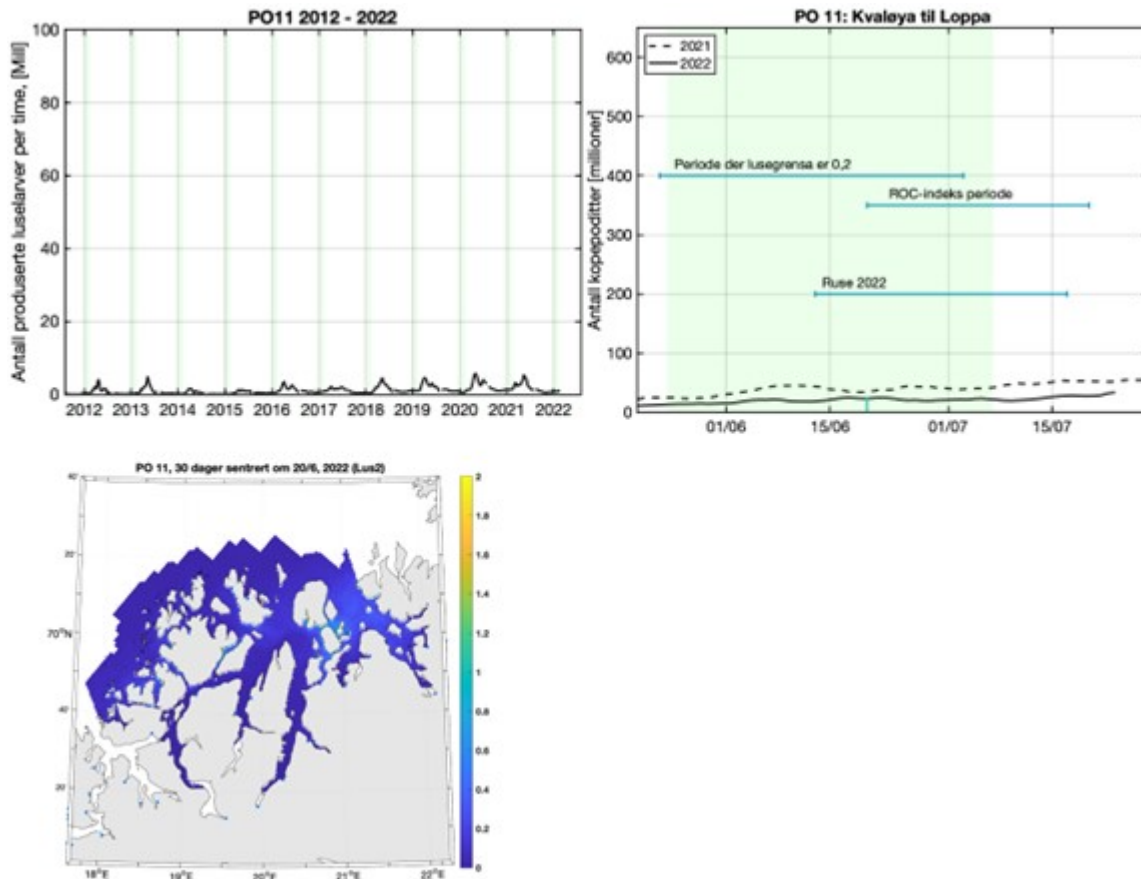 PO11 2012 - 2022
Antall produserte luselarver per time, [Mill]
100
80
60
40
20
0
2012 2013 2014 2015 2016 2017 2018 2019 2020 2021 2022
PO 11: Kvaløya til Loppa
Antall kopepoditter [millioner]
2021
2022
600
500
400
300
200
100
0
Periode der lusegrensa er 0,2
ROC-indeks periode
Ruse 2022
01/06 15/06 01/07 15/07
PO 11, 30 dager sentrert om 20/6, 2022 (Lus2)
40'
20'
70°N
40'
20'
18°E 19°E 20°E 21°E 22°E
2
1.8
1.6
1.4
1.2
1
0.8
0.6
0.4
0.2
0